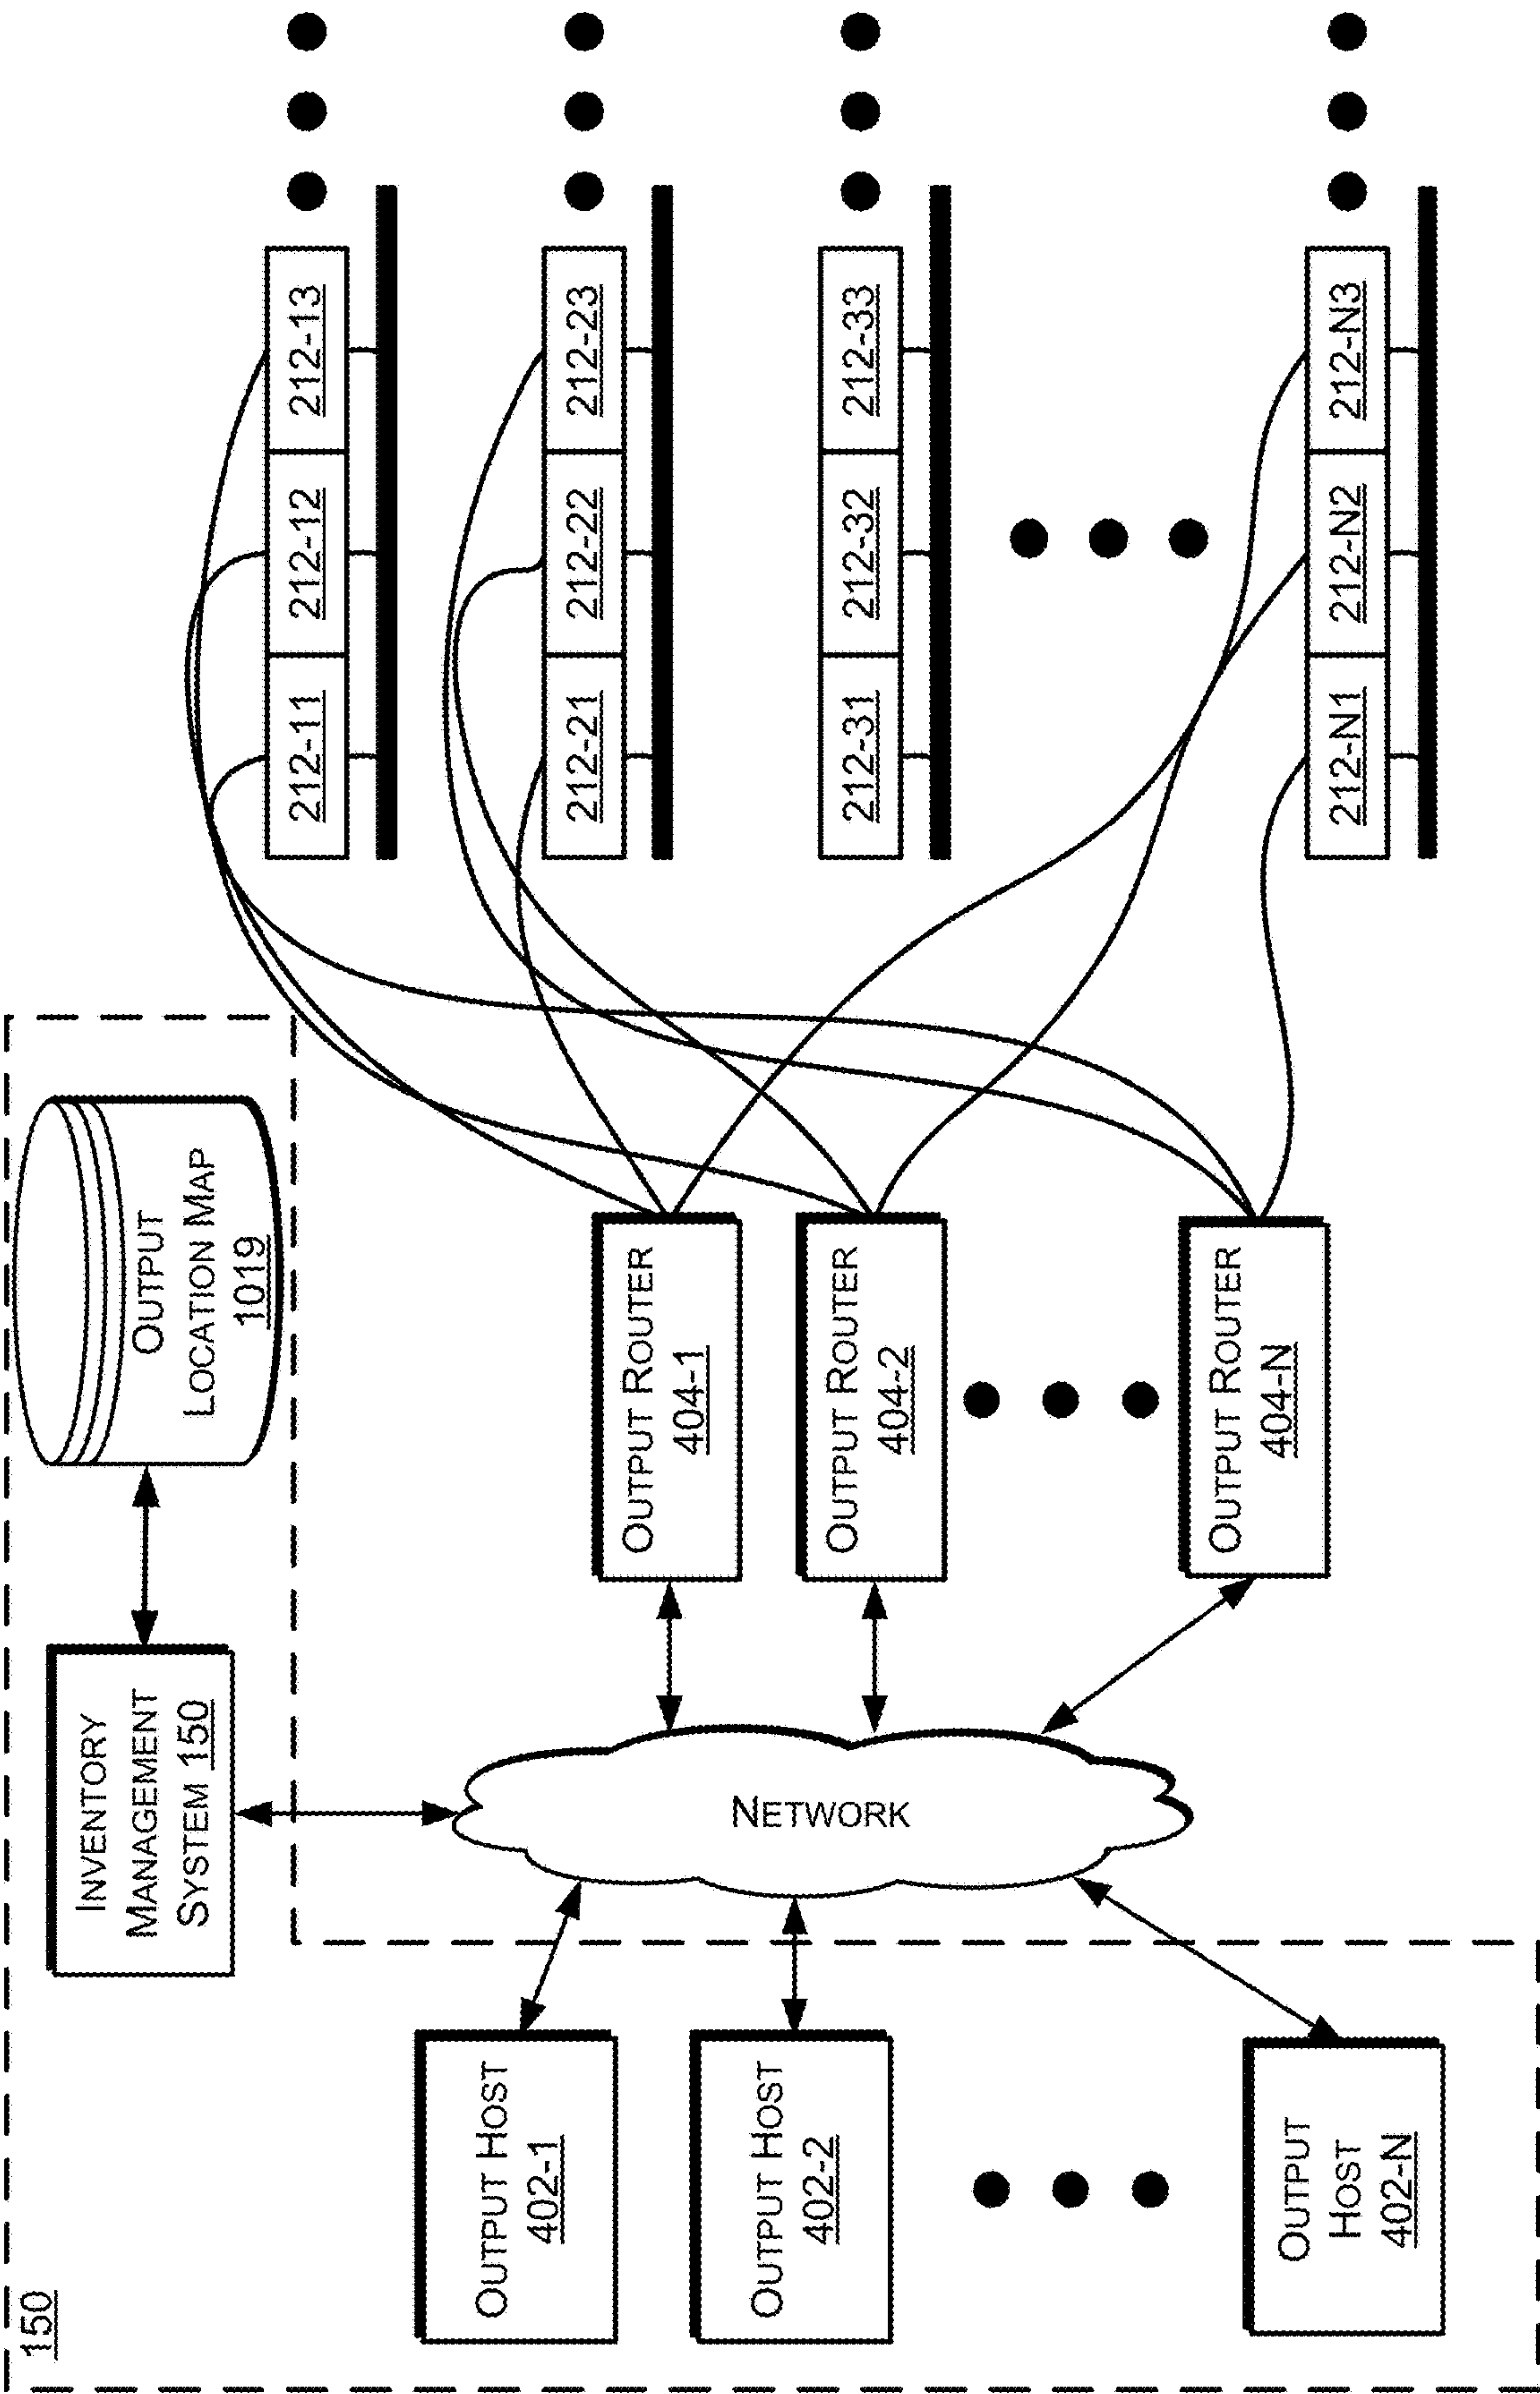 150
INVENTORY
MANAGEMENT
SYSTEM 150
OUTPUT
LOCATION MAP
1019
OUTPUT HOST
402-1
OUTPUT HOST
402-2
OUTPUT
HOST
402-N
NETWORK
OUTPUT ROUTER
404-1
OUTPUT ROUTER
404-2
OUTPUT ROUTER
404-N
212-11 212-12 212-13
212-21 212-22 212-23
212-31 212-32 212-33
212-N1 212-N2 212-N3